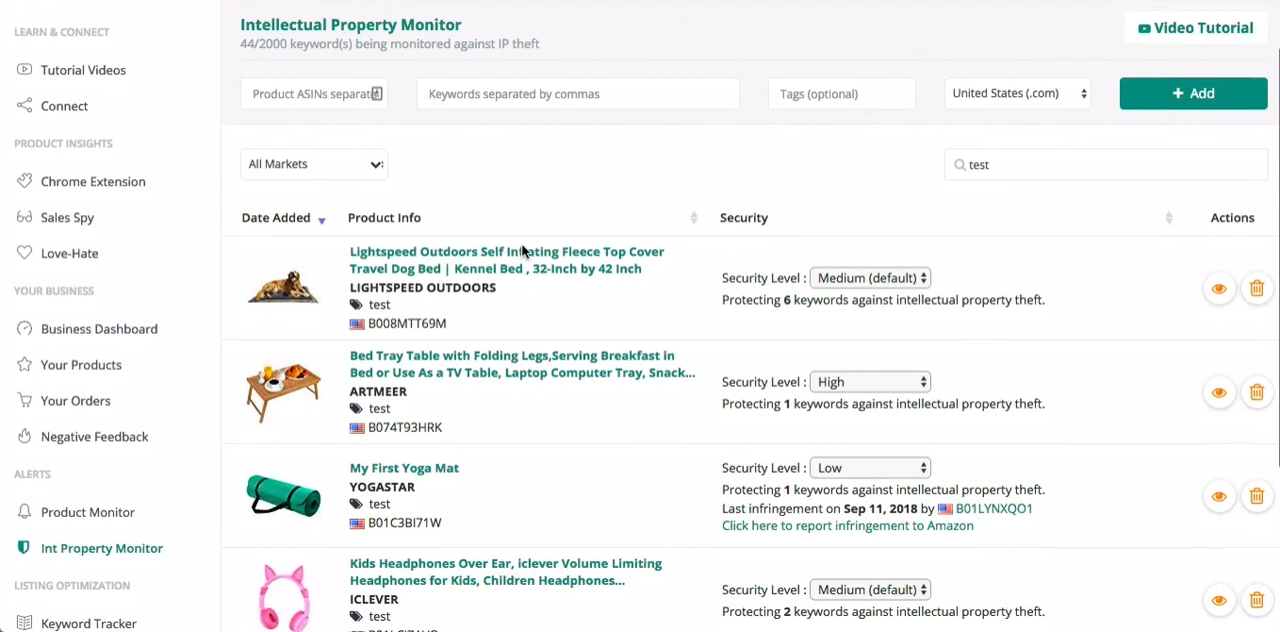 LEARN & CONNECT
Tutorial Videos
Connect
PRODUCT INSIGHTS
Chrome Extension
Sales Spy
Love-Hate
YOUR BUSINESS
Business Dashboard
Your Products
Your Orders
Negative Feedback
ALERTS
Product Monitor
Int Property Monitor
LISTING OPTIMIZATION
Keyword Tracker
Intellectual Property Monitor
44/2000 keyword(s) being monitored against IP theft
Video Tutorial
Product ASINs separat
Keywords separated by commas
Tags (optional)
United States (.com)
+ Add
All Markets
test
Date Added
Product Info
Security
Actions
Lightspeed Outdoors Self Inflating Fleece Top Cover
Travel Dog Bed | Kennel Bed , 32-Inch by 42 Inch
LIGHTSPEED OUTDOORS
test
B008MTT69M
Security Level : Medium (default)
Protecting 6 keywords against intellectual property theft.
Bed Tray Table with Folding Legs,Serving Breakfast in
Bed or Use As a TV Table, Laptop Computer Tray, Snack...
ARTMEER
test
B074T93HRK
Security Level : High
Protecting 1 keywords against intellectual property theft.
My First Yoga Mat
YOGASTAR
test
B01C3BI71W
Security Level : Low
Protecting 1 keywords against intellectual property theft.
Last infringement on Sep 11, 2018 by B01LYNXQO1
Click here to report infringement to Amazon
Kids Headphones Over Ear, iclever Volume Limiting
Headphones for Kids, Children Headphones...
ICLEVER
test
Security Level : Medium (default)
Protecting 2 keywords against intellectual property theft.